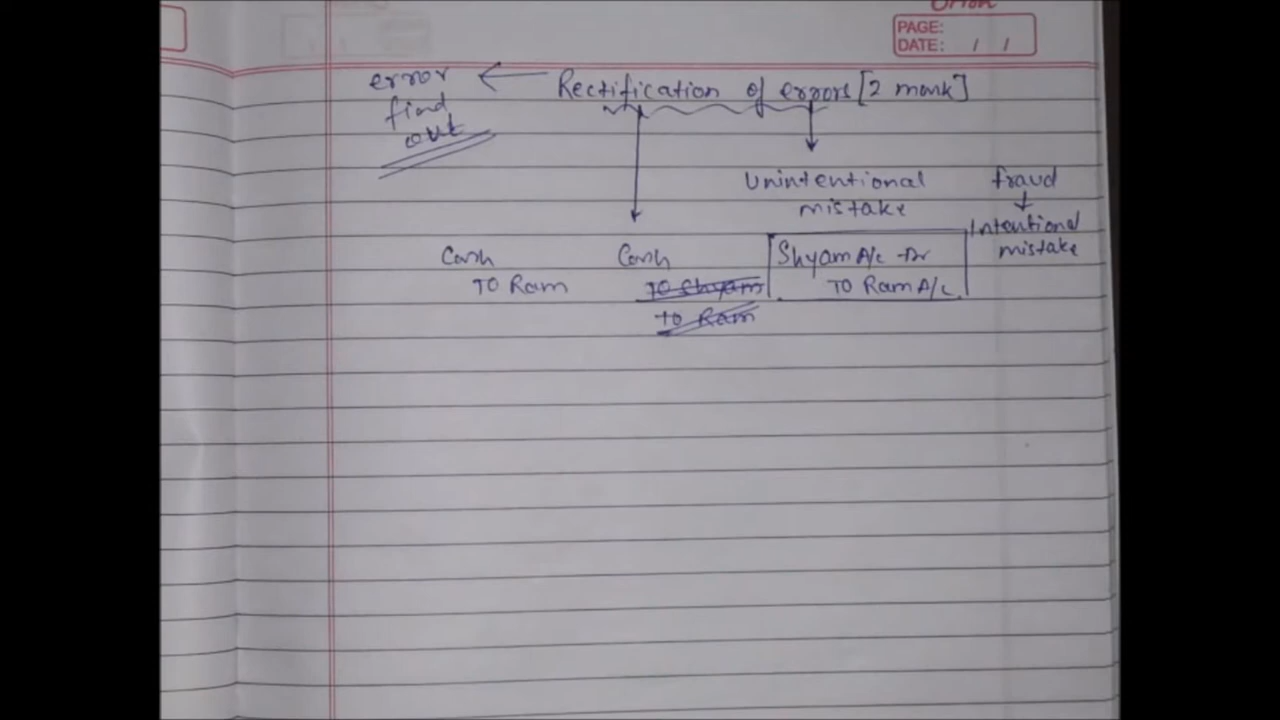 Orion
PAGE:
DATE: / /
error ← Rectification of errors [2 mark]
find
out
Unintentional
mistake
fraud
Intentional
mistake
Cash
TO Ram
Cash
TO Shyam
TO Ram
Shyam A/c Dr
TO Ram A/c